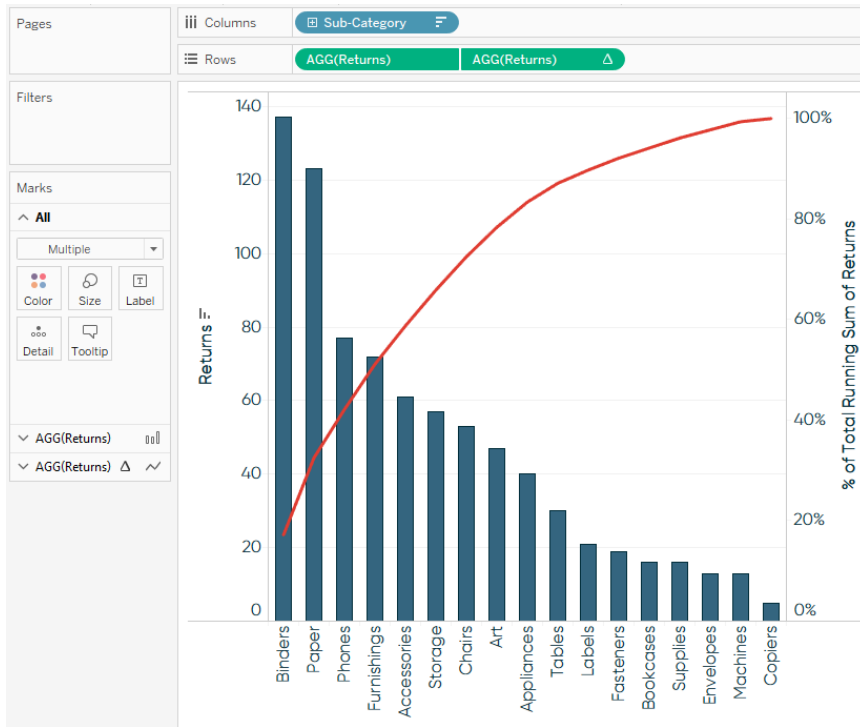 Pages
Columns
Sub-Category
Rows
AGG(Returns)
AGG(Returns)
Filters
Marks
All
Multiple
Color
Size
Label
Detail
Tooltip
AGG(Returns)
AGG(Returns)
Returns
140
120
100
80
60
40
20
0
100%
80%
60%
40%
20%
0%
% of Total Running Sum of Returns
Binders
Paper
Phones
Furnishings
Accessories
Storage
Chairs
Art
Appliances
Tables
Labels
Fasteners
Bookcases
Supplies
Envelopes
Machines
Copiers